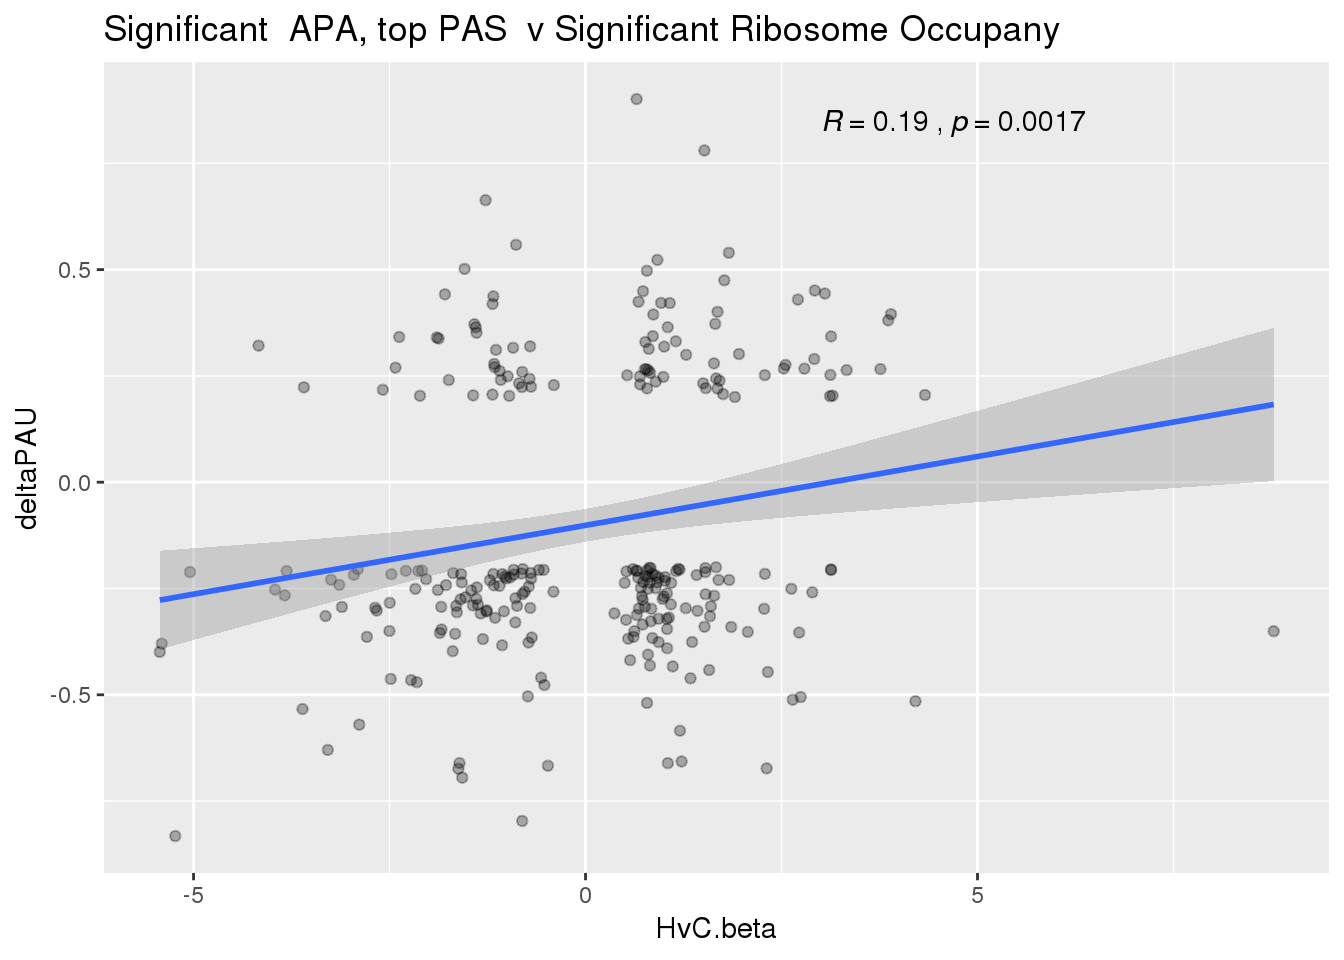 Significant  APA, top PAS  v Significant Ribosome Occupany
R = 0.19 , p = 0.0017
0.5
0.0
-0.5
deltaPAU
-5 0 5
HvC.beta